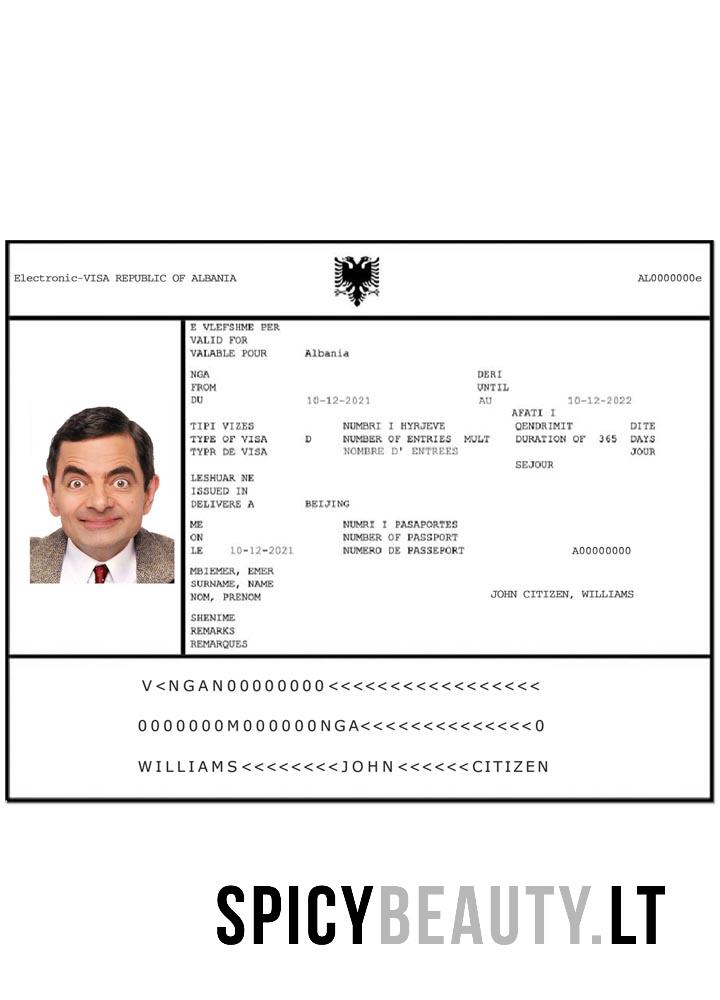 Electronic-VISA REPUBLIC OF ALBANIA AL0000000e
E VLEFSHME PER
VALID FOR
VALABLE POUR Albania
NGA DERI
FROM UNTIL
DU 10-12-2021 AU 10-12-2022
AFATI I
TIPI VIZES NUMBRI I HYRJEVE QENDRIMIT DITE
TYPE OF VISA D NUMBER OF ENTRIES MULT DURATION OF 365 DAYS
TYPR DE VISA NOMBRE D' ENTREES JOUR
SEJOUR
LESHUAR NE
ISSUED IN
DELIVERE A BEIJING
ME NUMRI I PASAPORTES
ON NUMBER OF PASSPORT
LE 10-12-2021 NUMERO DE PASSEPORT A00000000
MBIEMER, EMER
SURNAME, NAME
NOM, PRENOM JOHN CITIZEN, WILLIAMS
SHENIME
REMARKS
REMARQUES
V<NGAN00000000<<<<<<<<<<<<<<<<<<
0000000M000000NGA<<<<<<<<<<<<<<<0
WILLIAMS<<<<<<<<JOHN<<<<<<CITIZEN
SPICYBEAUTY.LT